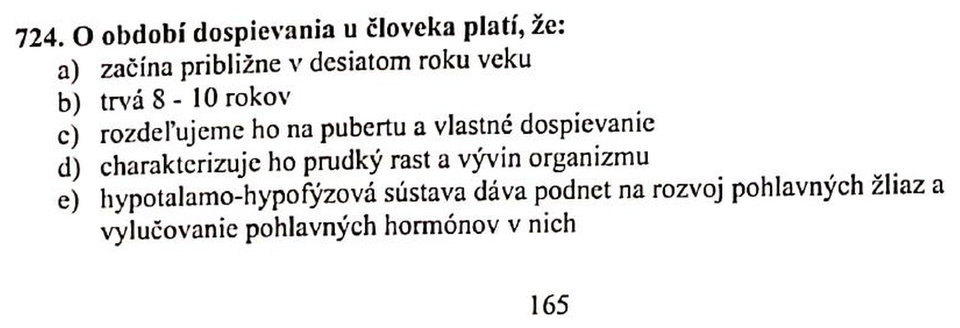 724. O období dospievania u človeka platí, že:
a) začína približne v desiatom roku veku
b) trvá 8 - 10 rokov
c) rozdeľujeme ho na pubertu a vlastné dospievanie
d) charakterizuje ho prudký rast a vývin organizmu
e) hypotalamo-hypofýzová sústava dáva podnet na rozvoj pohlavných žliaz a
vylučovanie pohlavných hormónov v nich
165